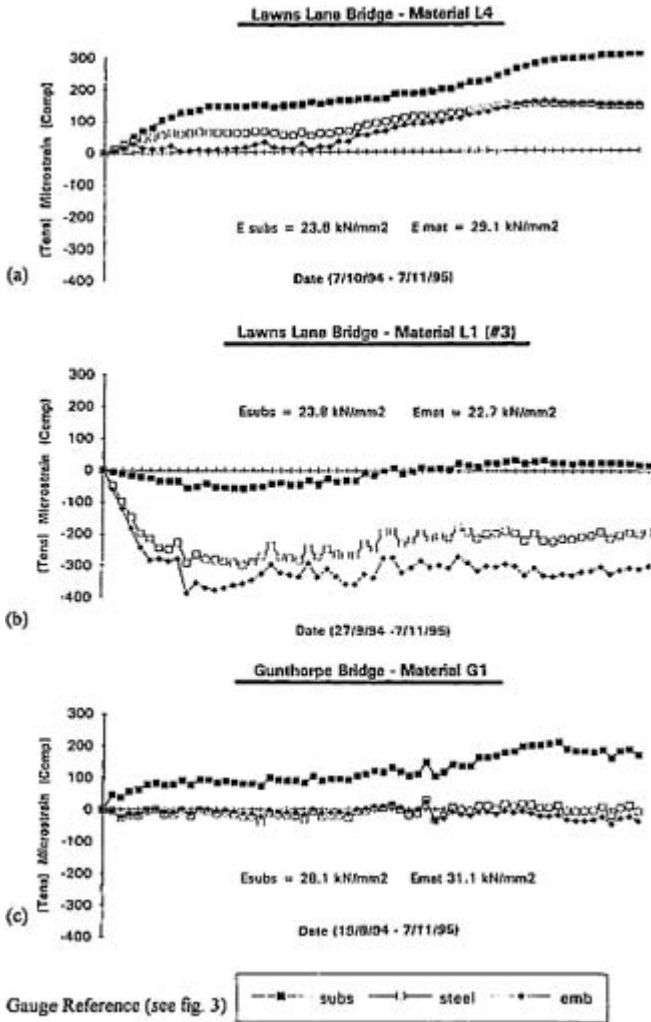 Lawns Lane Bridge - Material L4
300
200
100
0
-100
-200
-300
-400
(Tens) Microstrain (Comp)
E subs = 23.8 kN/mm2 E mat = 29.1 kN/mm2
(a)
Date (7/10/94 - 7/11/95)
Lawns Lane Bridge - Material L1 (#3)
300
200
100
0
-100
-200
-300
-400
(Tens) Microstrain (Comp)
Esubs = 23.8 kN/mm2 Emat = 22.7 kN/mm2
(b)
Date (27/9/94 -7/11/95)
Gunthorpe Bridge - Material G1
300
200
100
0
-100
-200
-300
-400
(Tens) Microstrain (Comp)
Esubs = 28.1 kN/mm2 Emat 31.1 kN/mm2
(c)
Date (19/8/94 - 7/11/95)
Gauge Reference (see fig. 3)
subs steel emb